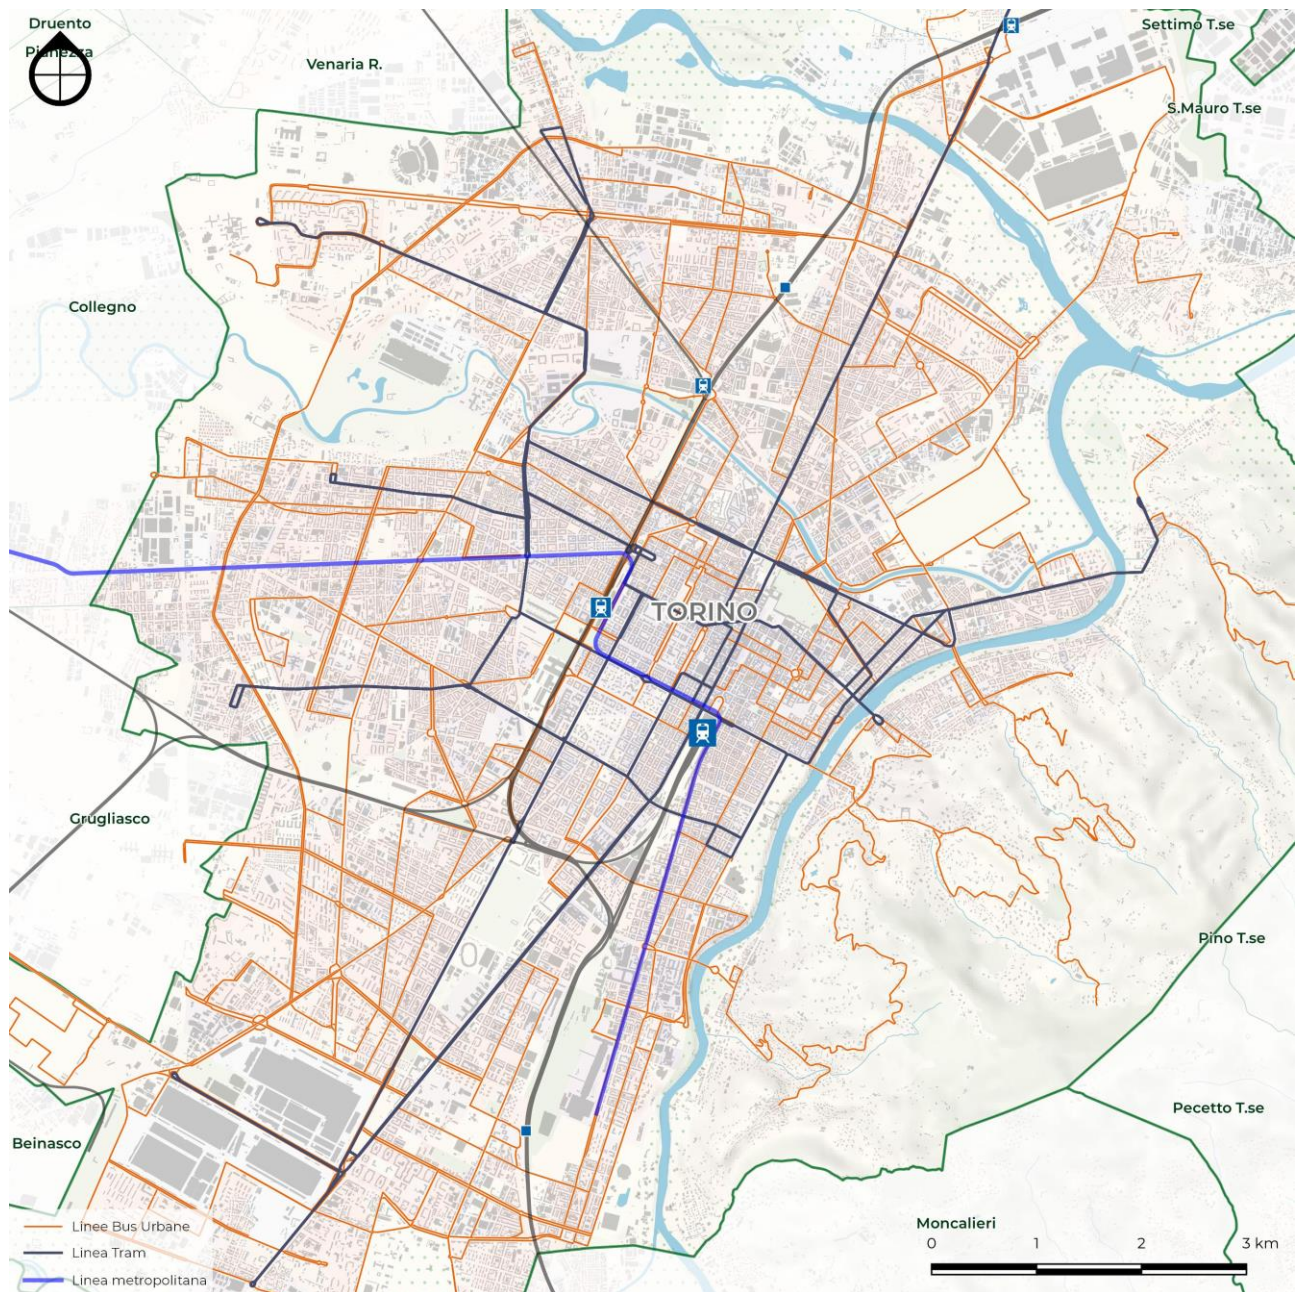 Druento
Pianezza
Venaria R.
Settimo T.se
S.Mauro T.se
Collegno
TORINO
Grugliasco
Pino T.se
Pecetto T.se
Beinasco
Moncalieri
Linee Bus Urbane
Linea Tram
Linea metropolitana
0 1 2 3 km